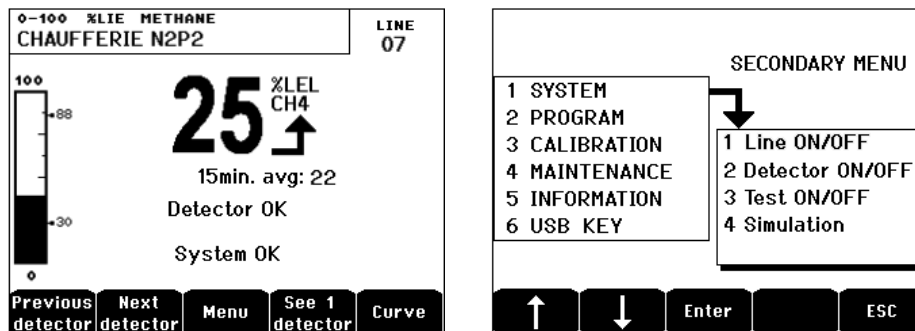 0-100 %LIE METHANE
CHAUFFERIE N2P2
LINE
07
100
88
30
0
25
%LEL
CH4
15min. avg: 22
Detector OK
System OK
Previous detector
Next detector
Menu
See 1 detector
Curve
SECONDARY MENU
1 SYSTEM
2 PROGRAM
3 CALIBRATION
4 MAINTENANCE
5 INFORMATION
6 USB KEY
1 Line ON/OFF
2 Detector ON/OFF
3 Test ON/OFF
4 Simulation
Enter
ESC